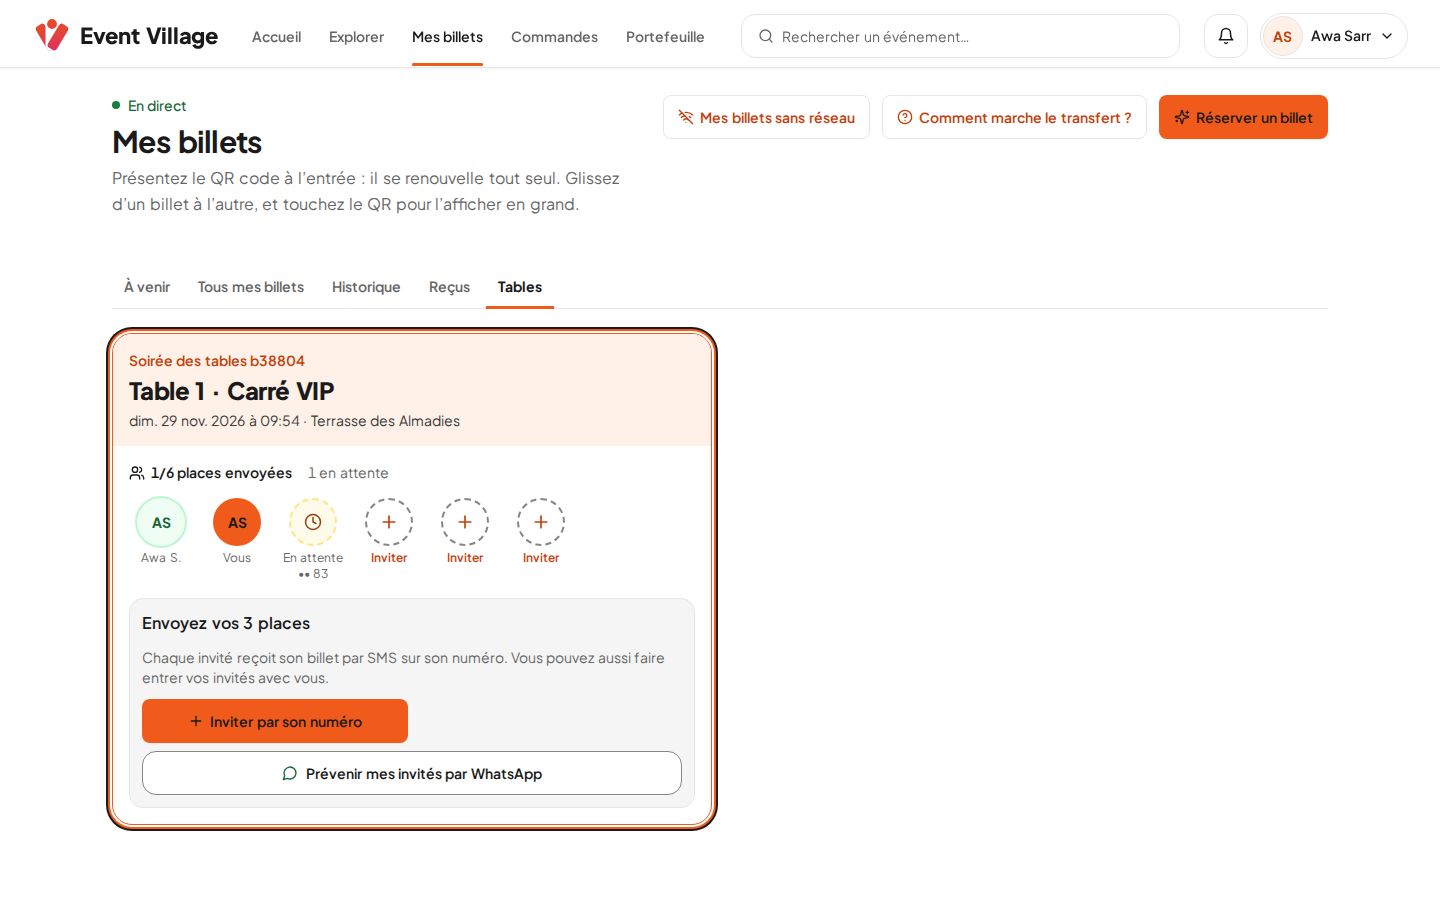 Event Village
Accueil
Explorer
Mes billets
Commandes
Portefeuille
Rechercher un événement…
AS
Awa Sarr
En direct
Mes billets
Présentez le QR code à l’entrée : il se renouvelle tout seul. Glissez
d’un billet à l’autre, et touchez le QR pour l’afficher en grand.
Mes billets sans réseau
Comment marche le transfert ?
Réserver un billet
À venir
Tous mes billets
Historique
Reçus
Tables
Soirée des tables b38804
Table 1 · Carré VIP
dim. 29 nov. 2026 à 09:54 · Terrasse des Almadies
1/6 places envoyées
1 en attente
AS
AS
Awa S.
Vous
En attente
•• 83
Inviter
Inviter
Inviter
Envoyez vos 3 places
Chaque invité reçoit son billet par SMS sur son numéro. Vous pouvez aussi faire
entrer vos invités avec vous.
Inviter par son numéro
Prévenir mes invités par WhatsApp